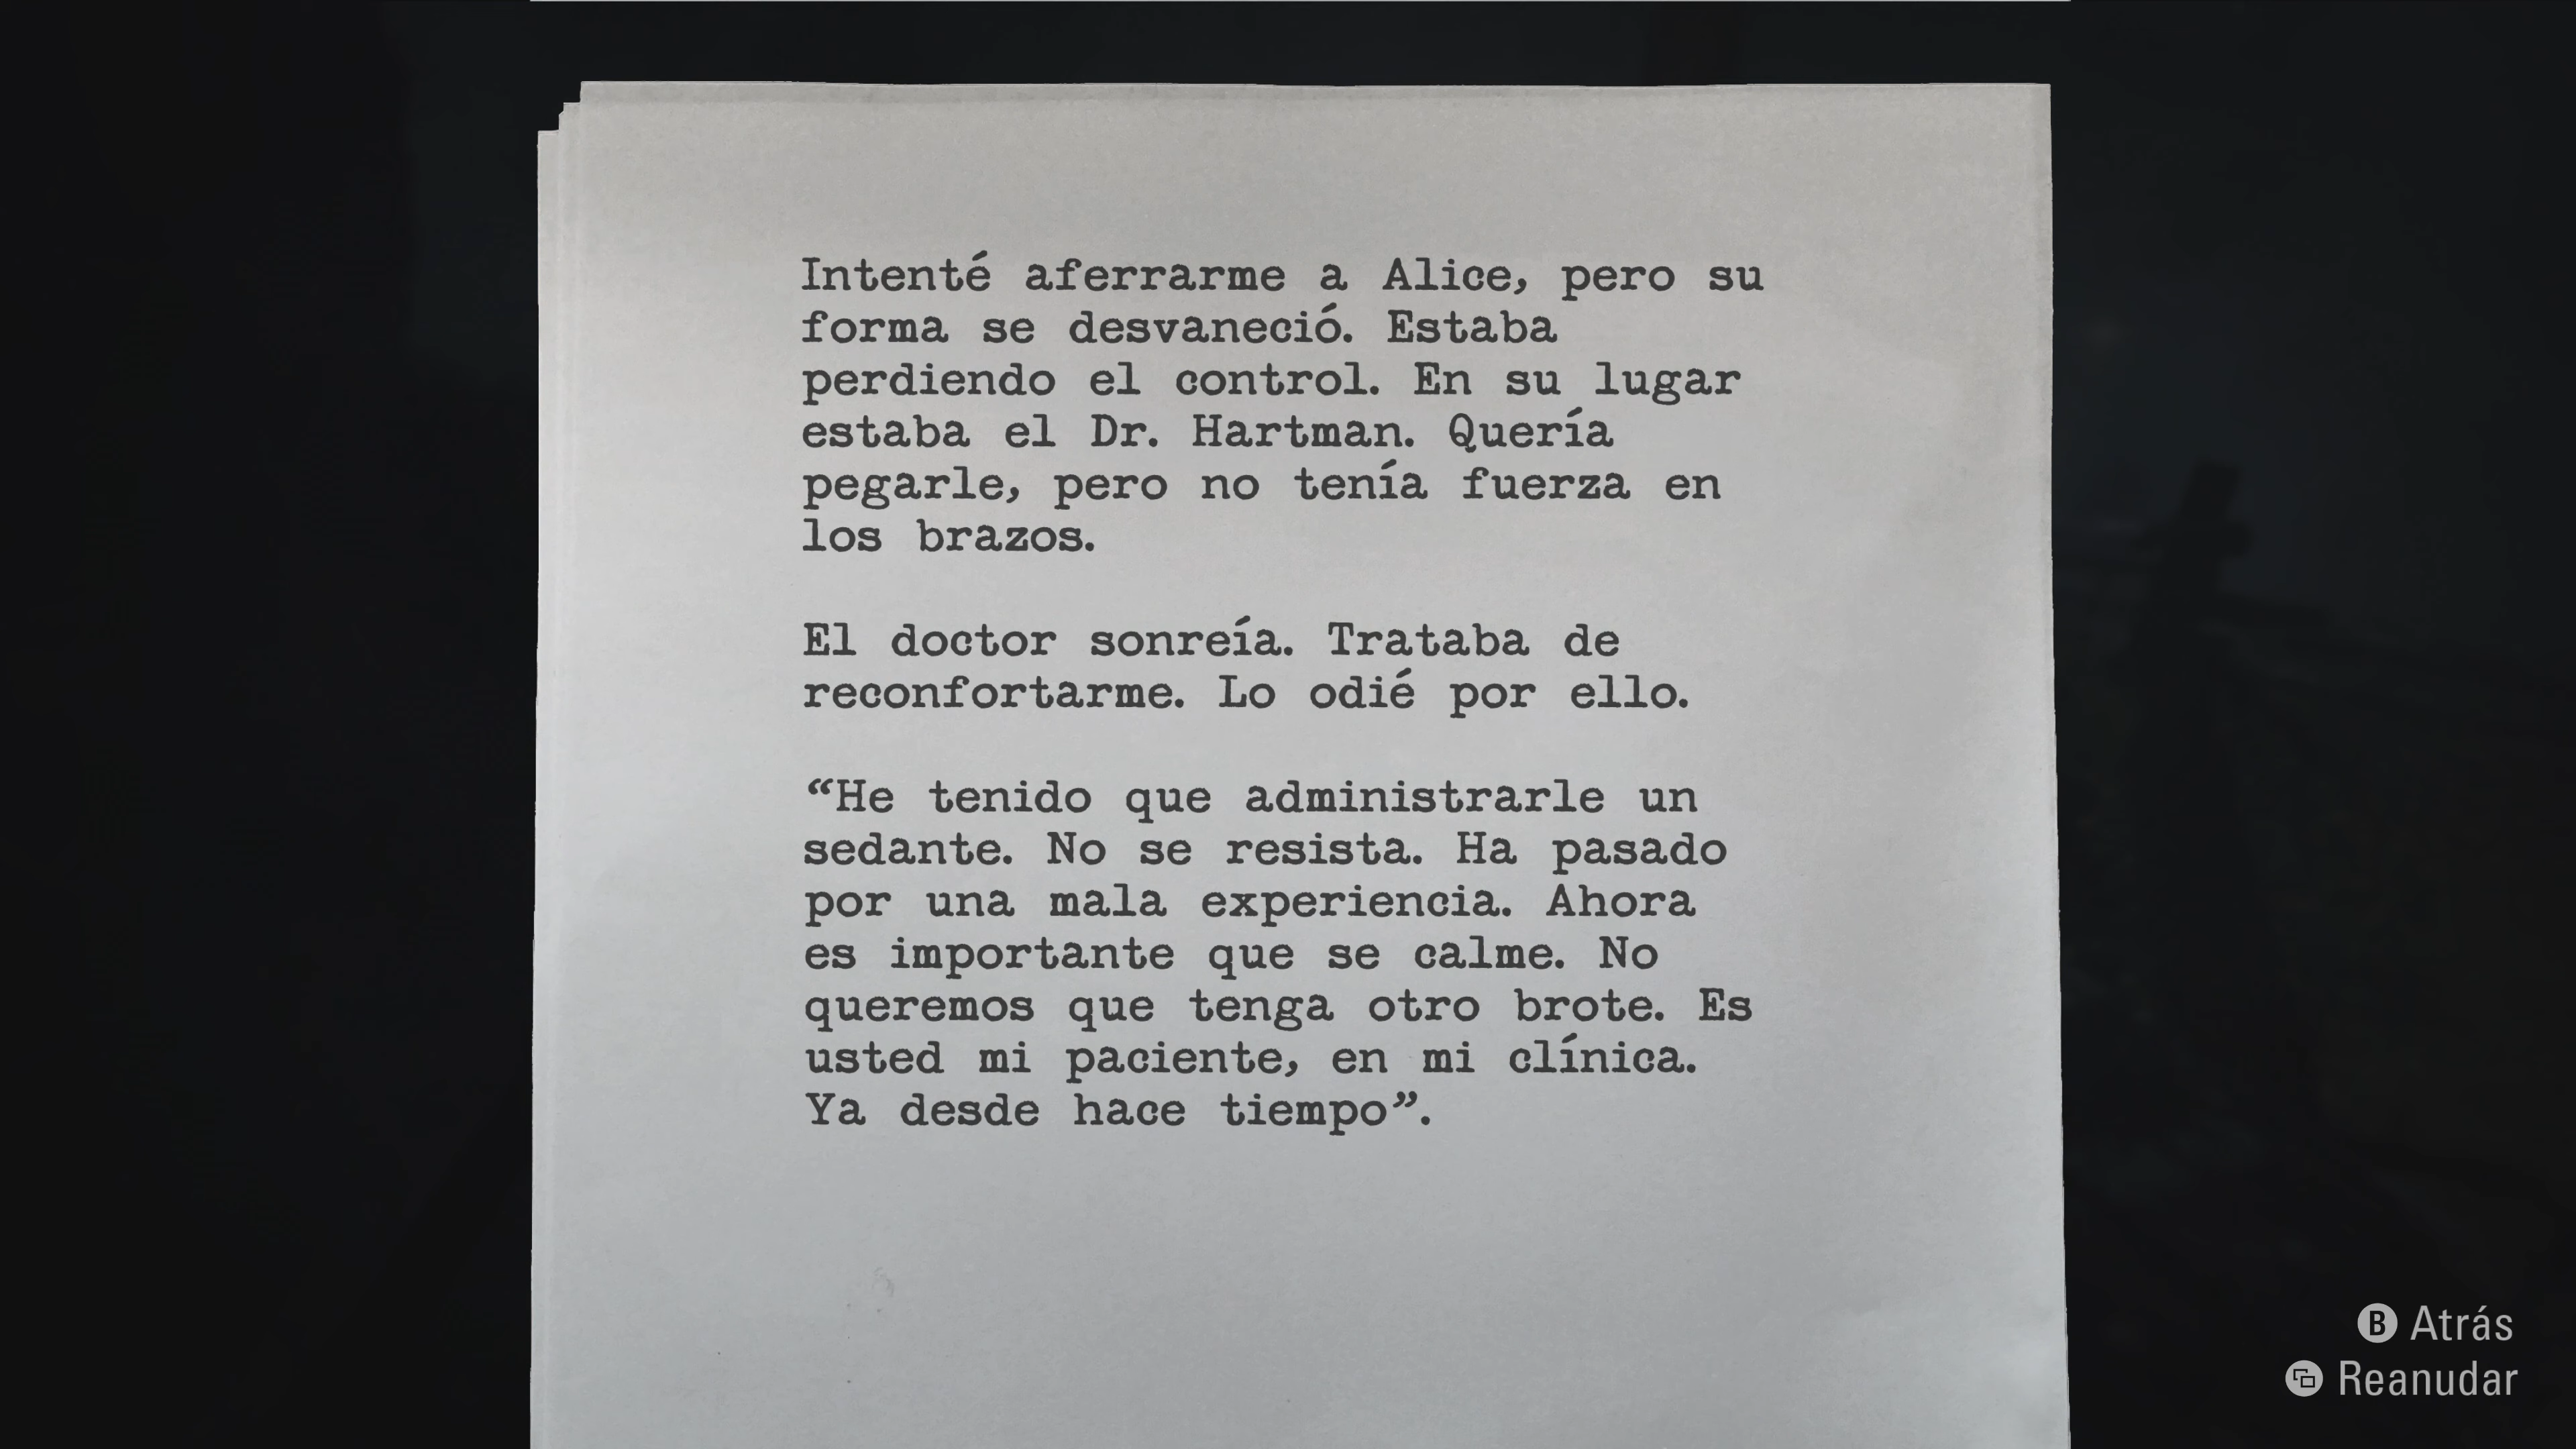 Intenté aferrarme a Alice, pero su
forma se desvaneció. Estaba
perdiendo el control. En su lugar
estaba el Dr. Hartman. Quería
pegarle, pero no tenía fuerza en
los brazos.
El doctor sonreía. Trataba de
reconfortarme. Lo odié por ello.
“He tenido que administrarle un
sedante. No se resista. Ha pasado
por una mala experiencia. Ahora
es importante que se calme. No
queremos que tenga otro brote. Es
usted mi paciente, en mi clínica.
Ya desde hace tiempo”.
B Atrás
Reanudar